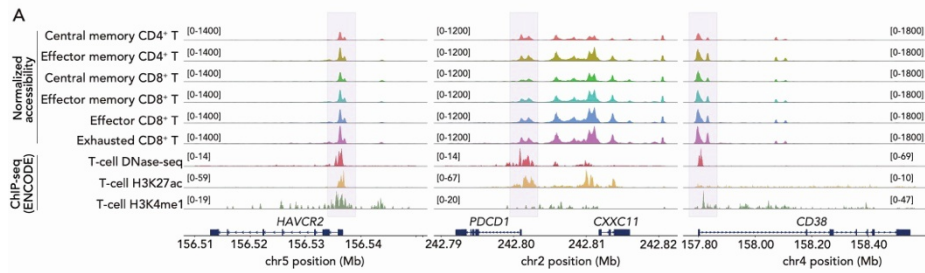 A
Normalized accessibility
Central memory CD4⁺ T [0-1400] [0-1200] [0-1800]
Effector memory CD4⁺ T [0-1400] [0-1200] [0-1800]
Central memory CD8⁺ T [0-1400] [0-1200] [0-1800]
Effector memory CD8⁺ T [0-1400] [0-1200] [0-1800]
Effector CD8⁺ T [0-1400] [0-1200] [0-1800]
Exhausted CD8⁺ T [0-1400] [0-1200] [0-1800]
ChIP-seq (ENCODE)
T-cell DNase-seq [0-14] [0-14] [0-69]
T-cell H3K27ac [0-59] [0-67] [0-10]
T-cell H3K4me1 [0-19] [0-20] [0-47]
HAVCR2 PDCD1 CXXC11 CD38
156.51 156.52 156.53 156.54 242.79 242.80 242.81 242.82 157.80 158.00 158.20 158.40
chr5 position (Mb) chr2 position (Mb) chr4 position (Mb)